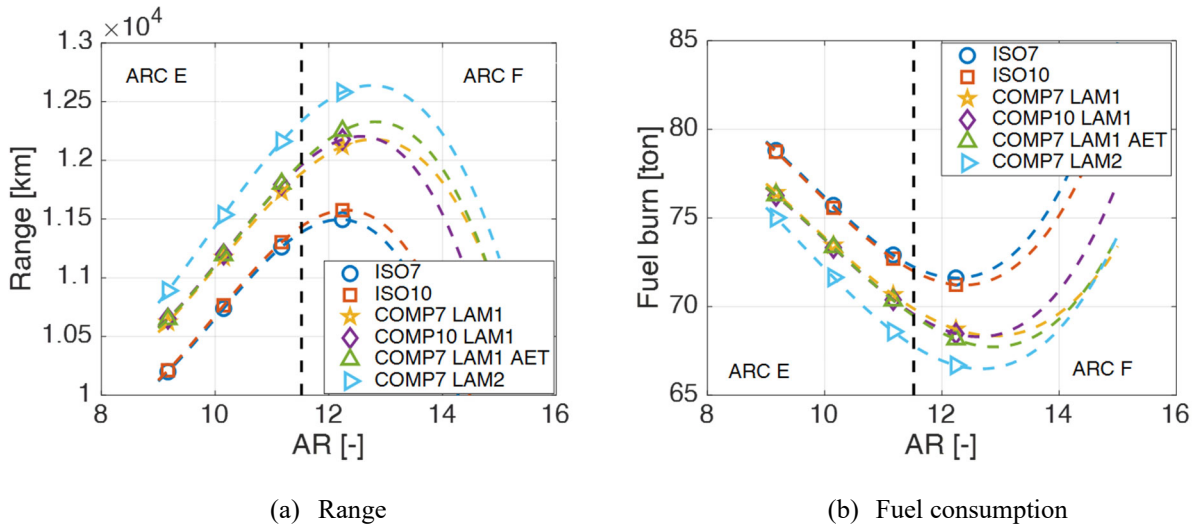 ×10⁴
1.3
1.25
1.2
1.15
1.1
1.05
1
Range [km]
ARC E
ARC F
ISO7
ISO10
COMP7 LAM1
COMP10 LAM1
COMP7 LAM1 AET
COMP7 LAM2
8 10 12 14 16
AR [-]
(a) Range
85
80
75
70
65
Fuel burn [ton]
ISO7
ISO10
COMP7 LAM1
COMP10 LAM1
COMP7 LAM1 AET
COMP7 LAM2
ARC E
ARC F
8 10 12 14 16
AR [-]
(b) Fuel consumption